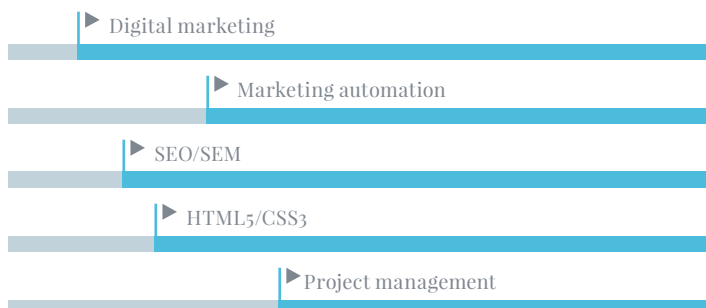 Digital marketing
Marketing automation
SEO/SEM
HTML5/CSS3
Project management